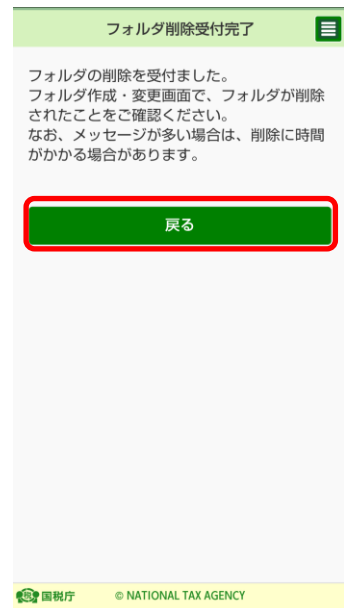 フォルダ削除受付完了
フォルダの削除を受付ました。
フォルダ作成・変更画面で、フォルダが削除
されたことをご確認ください。
なお、メッセージが多い場合は、削除に時間
がかかる場合があります。
戻る
国税庁 © NATIONAL TAX AGENCY